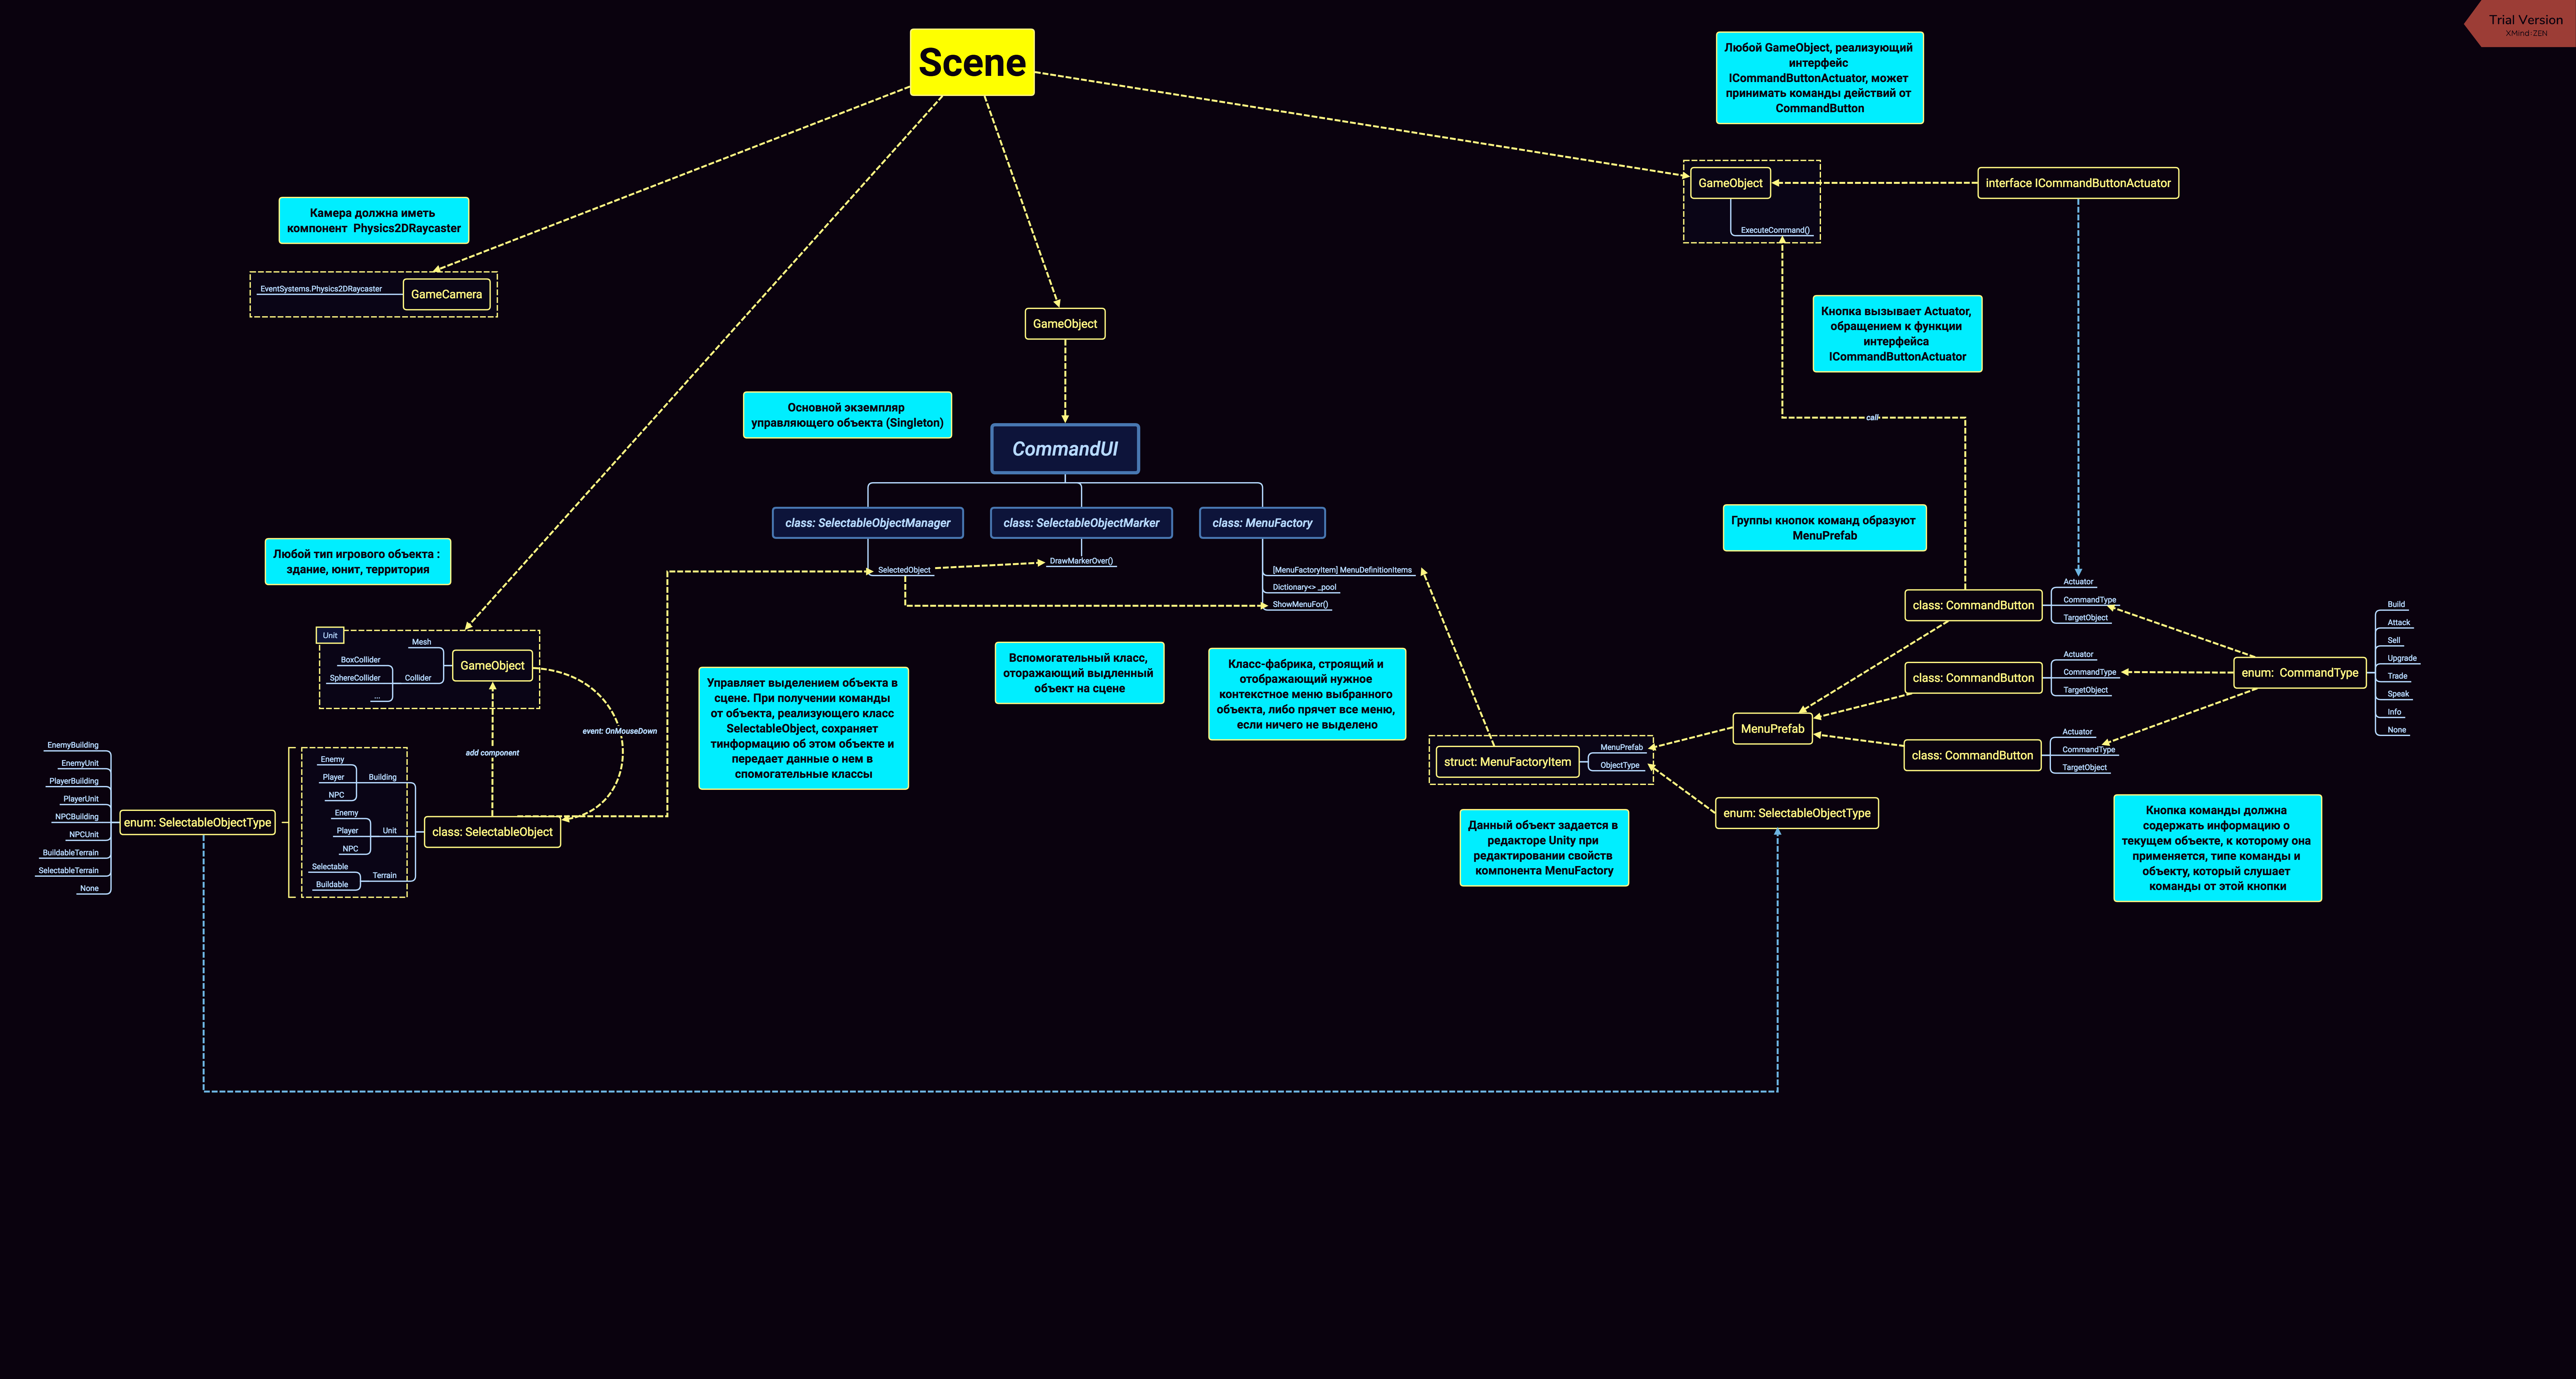 Trial Version
XMind:ZEN
Scene
Любой GameObject, реализующий
интерфейс
ICommandButtonActuator, может
принимать команды действий от
CommandButton
GameObject
ExecuteCommand()
interface ICommandButtonActuator
Камера должна иметь
компонент Physics2DRaycaster
EventSystems.Physics2DRaycaster
GameCamera
GameObject
Кнопка вызывает Actuator,
обращением к функции
интерфейса
ICommandButtonActuator
call
Основной экземпляр
управляющего объекта (Singleton)
CommandUI
class: SelectableObjectManager
class: SelectableObjectMarker
class: MenuFactory
SelectedObject
DrawMarkerOver()
[MenuFactoryItem] MenuDefinitionItems
Dictionary<> _pool
ShowMenuFor()
Группы кнопок команд образуют
MenuPrefab
Любой тип игрового объекта :
здание, юнит, территория
Unit
Mesh
BoxCollider
SphereCollider
...
Collider
GameObject
add component
event: OnMouseDown
Управляет выделением объекта в
сцене. При получении команды
от объекта, реализующего класс
SelectableObject, сохраняет
тинформацию об этом объекте и
передает данные о нем в
спомогательные классы
Вспомогательный класс,
оторажающий выдленный
объект на сцене
Класс-фабрика, строящий и
отображающий нужное
контекстное меню выбранного
объекта, либо прячет все меню,
если ничего не выделено
class: CommandButton
Actuator
CommandType
TargetObject
class: CommandButton
Actuator
CommandType
TargetObject
class: CommandButton
Actuator
CommandType
TargetObject
enum: CommandType
Build
Attack
Sell
Upgrade
Trade
Speak
Info
None
MenuPrefab
struct: MenuFactoryItem
MenuPrefab
ObjectType
enum: SelectableObjectType
Данный объект задается в
редакторе Unity при
редактировании свойств
компонента MenuFactory
Кнопка команды должна
содержать информацию о
текущем объекте, к которому она
применяется, типе команды и
объекту, который слушает
команды от этой кнопки
EnemyBuilding
EnemyUnit
PlayerBuilding
PlayerUnit
NPCBuilding
NPCUnit
BuildableTerrain
SelectableTerrain
None
enum: SelectableObjectType
Enemy
Player
NPC
Building
Enemy
Player
NPC
Unit
Selectable
Buildable
Terrain
class: SelectableObject